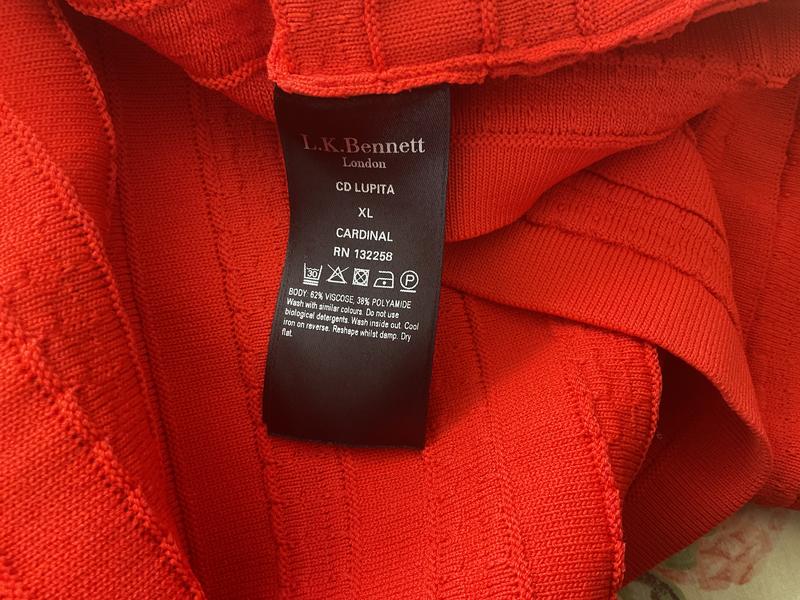 L.K.Bennett
London
CD LUPITA
XL
CARDINAL
RN 132258
30 P
BODY: 62% VISCOSE, 38% POLYAMIDE
Wash with similar colours. Do not use
biological detergents. Wash inside out. Cool
iron on reverse. Reshape whilst damp. Dry
flat.